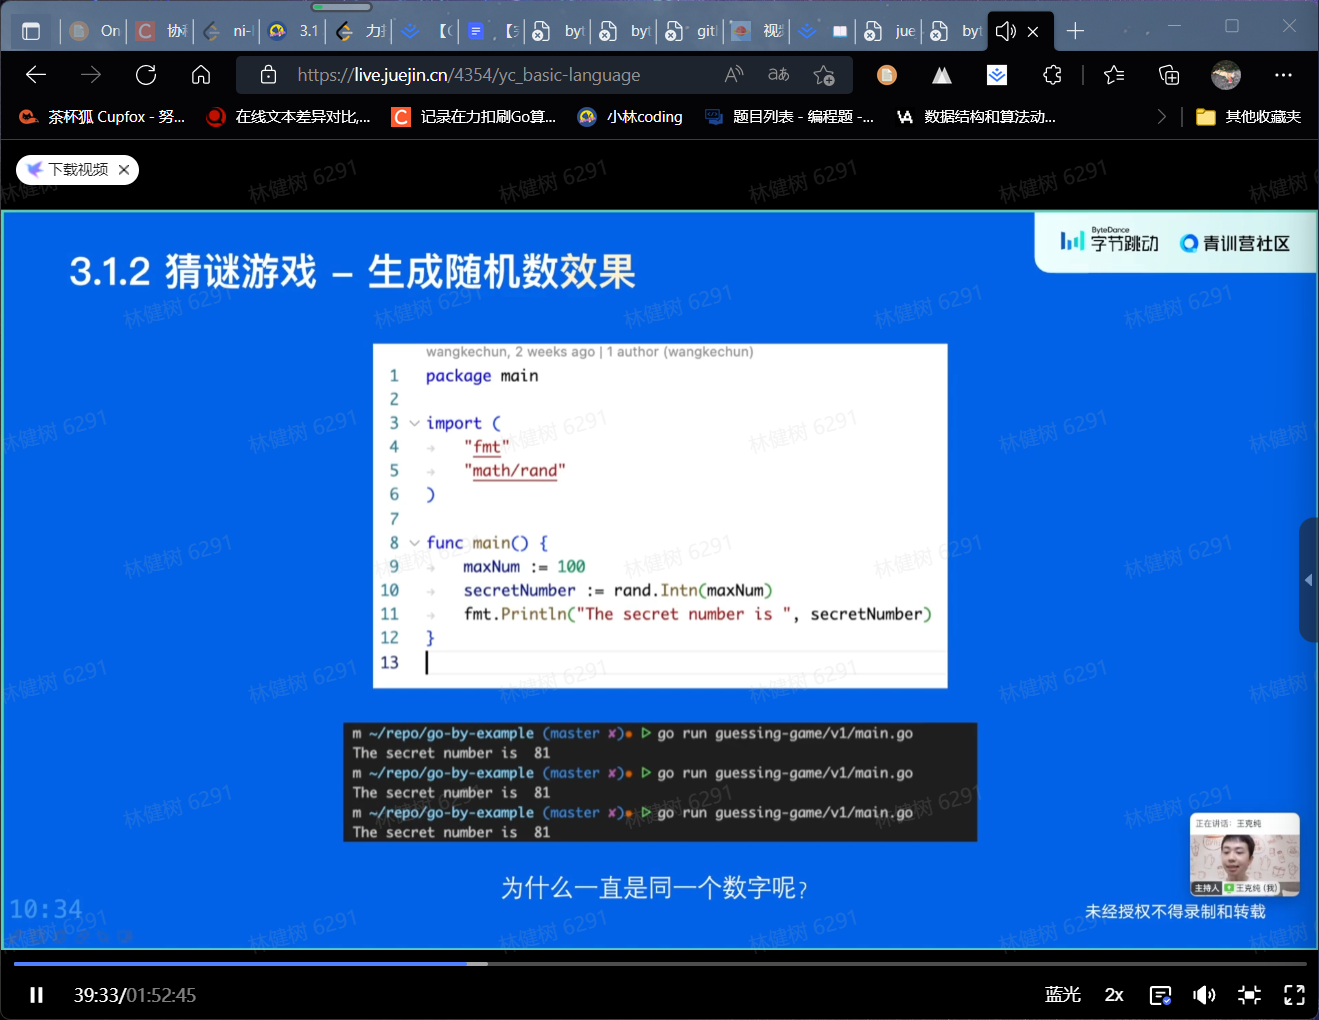 On
协
ni-
3.1
力
【
【
byt
byt
git
视
jue
byt
https://live.juejin.cn/4354/yc_basic-language
茶杯狐 Cupfox - 努...
在线文本差异对比,...
记录在力扣刷Go算...
小林coding
题目列表 - 编程题 -...
数据结构和算法动...
其他收藏夹
下载视频
ByteDance
字节跳动
青训营社区
3.1.2 猜谜游戏 – 生成随机数效果
wangkechun, 2 weeks ago | 1 author (wangkechun)
1 package main
2
3 import (
4 "fmt"
5 "math/rand"
6 )
7
8 func main() {
9 maxNum := 100
10 secretNumber := rand.Intn(maxNum)
11 fmt.Println("The secret number is ", secretNumber)
12 }
13
m ~/repo/go-by-example (master ✗)● ▷ go run guessing-game/v1/main.go
The secret number is  81
m ~/repo/go-by-example (master ✗)● ▷ go run guessing-game/v1/main.go
The secret number is  81
m ~/repo/go-by-example (master ✗)● ▷ go run guessing-game/v1/main.go
The secret number is  81
为什么一直是同一个数字呢？
正在讲话: 王克纯
主持人 王克纯 (我)
未经授权不得录制和转载
10:34
林健树 6291
39:33/01:52:45
蓝光
2x